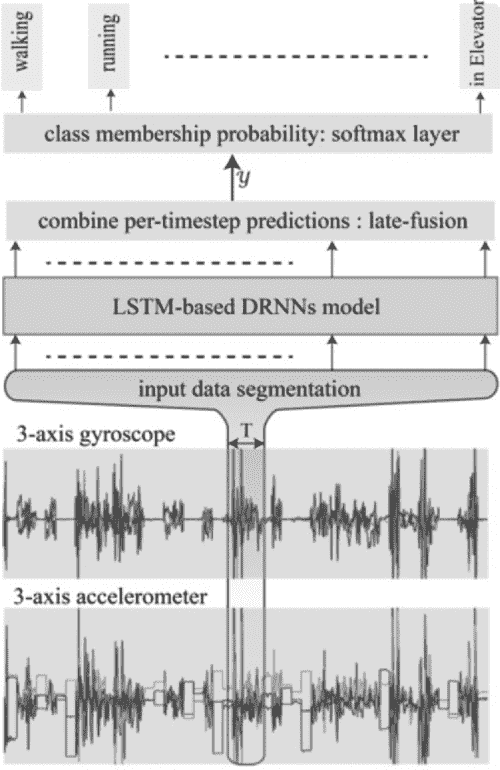 walking
running
in Elevator
class membership probability: softmax layer
y
combine per-timestep predictions : late-fusion
LSTM-based DRNNs model
input data segmentation
T
3-axis gyroscope
3-axis accelerometer